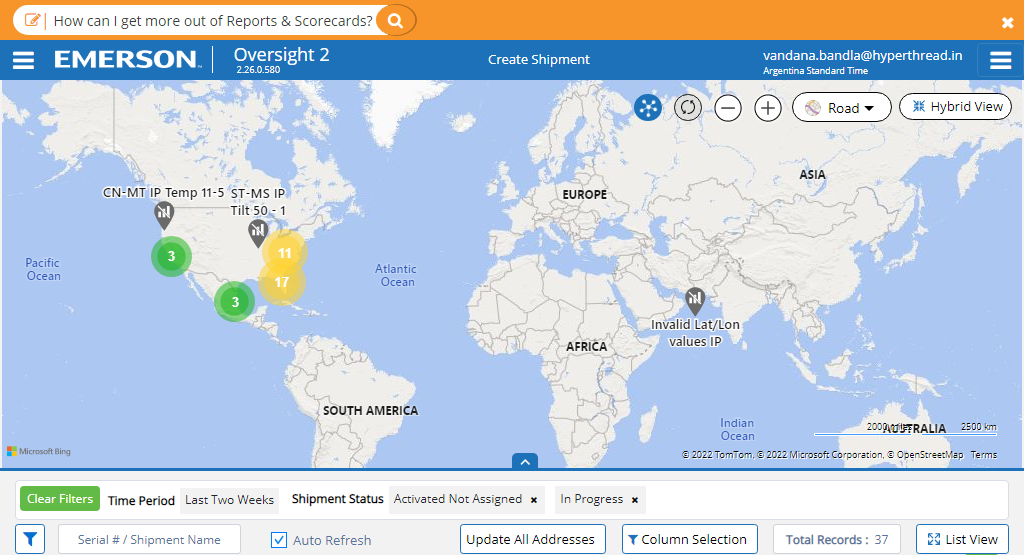 How can I get more out of Reports & Scorecards?
EMERSON
Oversight 2
2.26.0.580
Create Shipment
vandana.bandla@hyperthread.in
Argentina Standard Time
Road
Hybrid View
ASIA
EUROPE
CN-MT IP Temp 11-5
ST-MS IP
Tilt 50 - 1
11
3
17
3
Pacific
Ocean
Atlantic
Ocean
Invalid Lat/Lon
values IP
AFRICA
SOUTH AMERICA
Indian
Ocean
AUSTRALIA
2000 miles
2500 km
Microsoft Bing
© 2022 TomTom, © 2022 Microsoft Corporation, © OpenStreetMap Terms
Clear Filters
Time Period
Last Two Weeks
Shipment Status
Activated Not Assigned ×
In Progress ×
Serial # / Shipment Name
Auto Refresh
Update All Addresses
Column Selection
Total Records : 37
List View